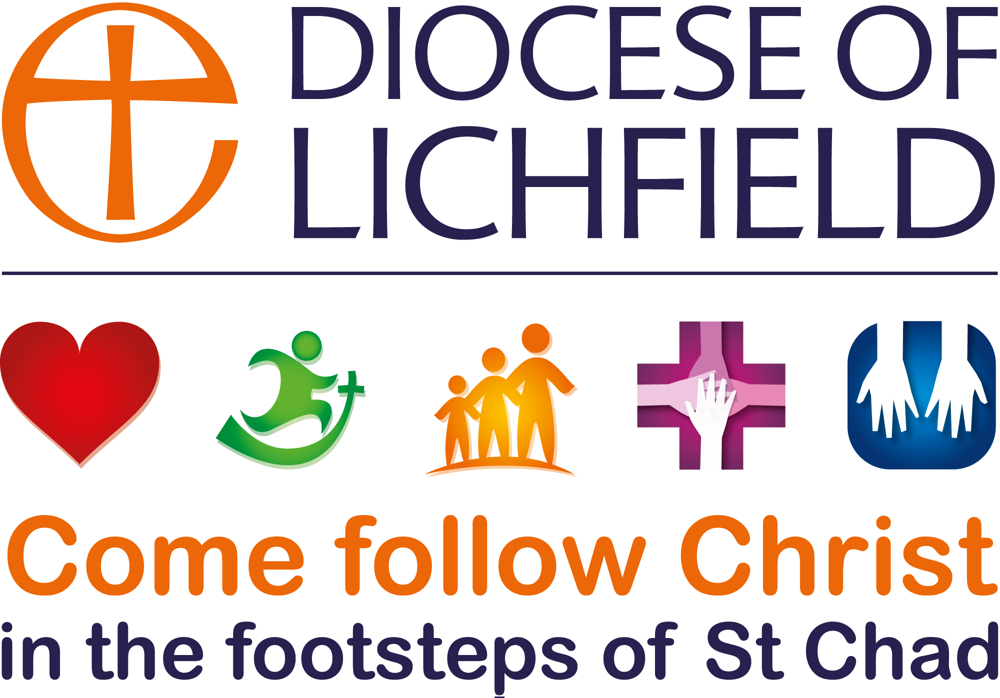 DIOCESE OF
LICHFIELD
Come follow Christ
in the footsteps of St Chad